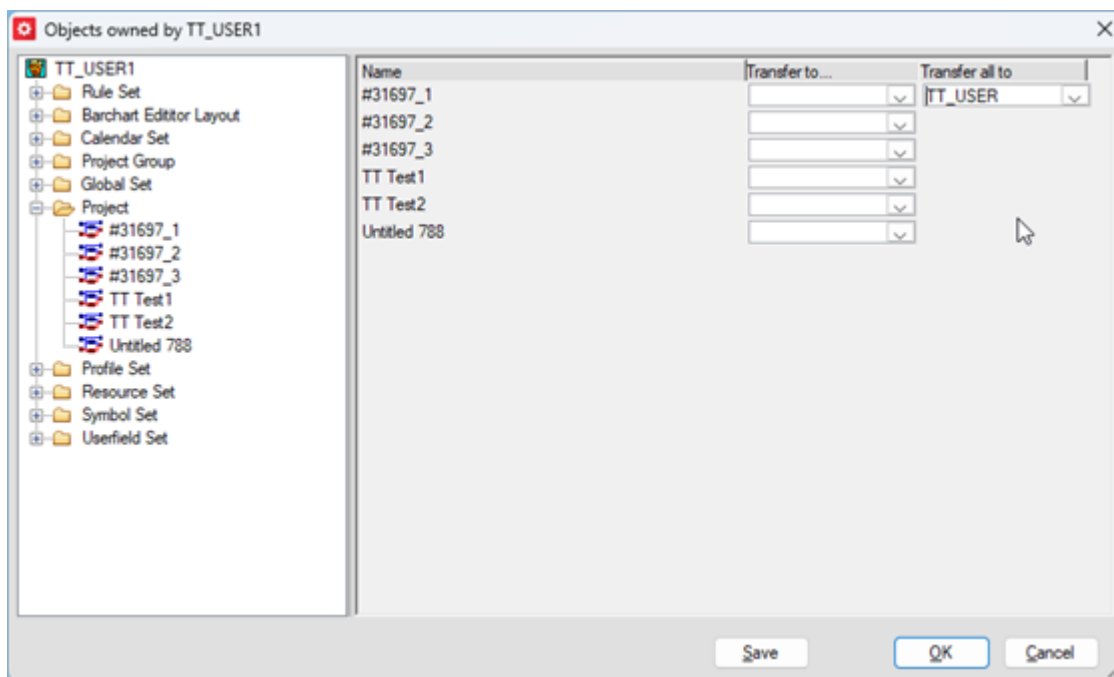 Objects owned by TT_USER1
TT_USER1
Rule Set
Barchart Edititor Layout
Calendar Set
Project Group
Global Set
Project
#31697_1
#31697_2
#31697_3
TT Test1
TT Test2
Untitled 788
Profile Set
Resource Set
Symbol Set
Userfield Set
Name Transfer to... Transfer all to
#31697_1 TT_USER
#31697_2
#31697_3
TT Test1
TT Test2
Untitled 788
Save OK Cancel